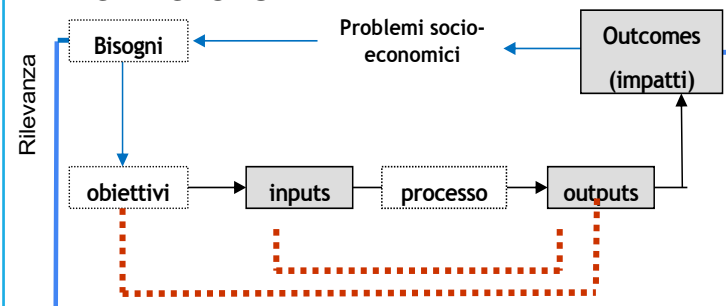 Problemi socio-
economici
Bisogni
Outcomes
(impatti)
Rilevanza
obiettivi
inputs
processo
outputs